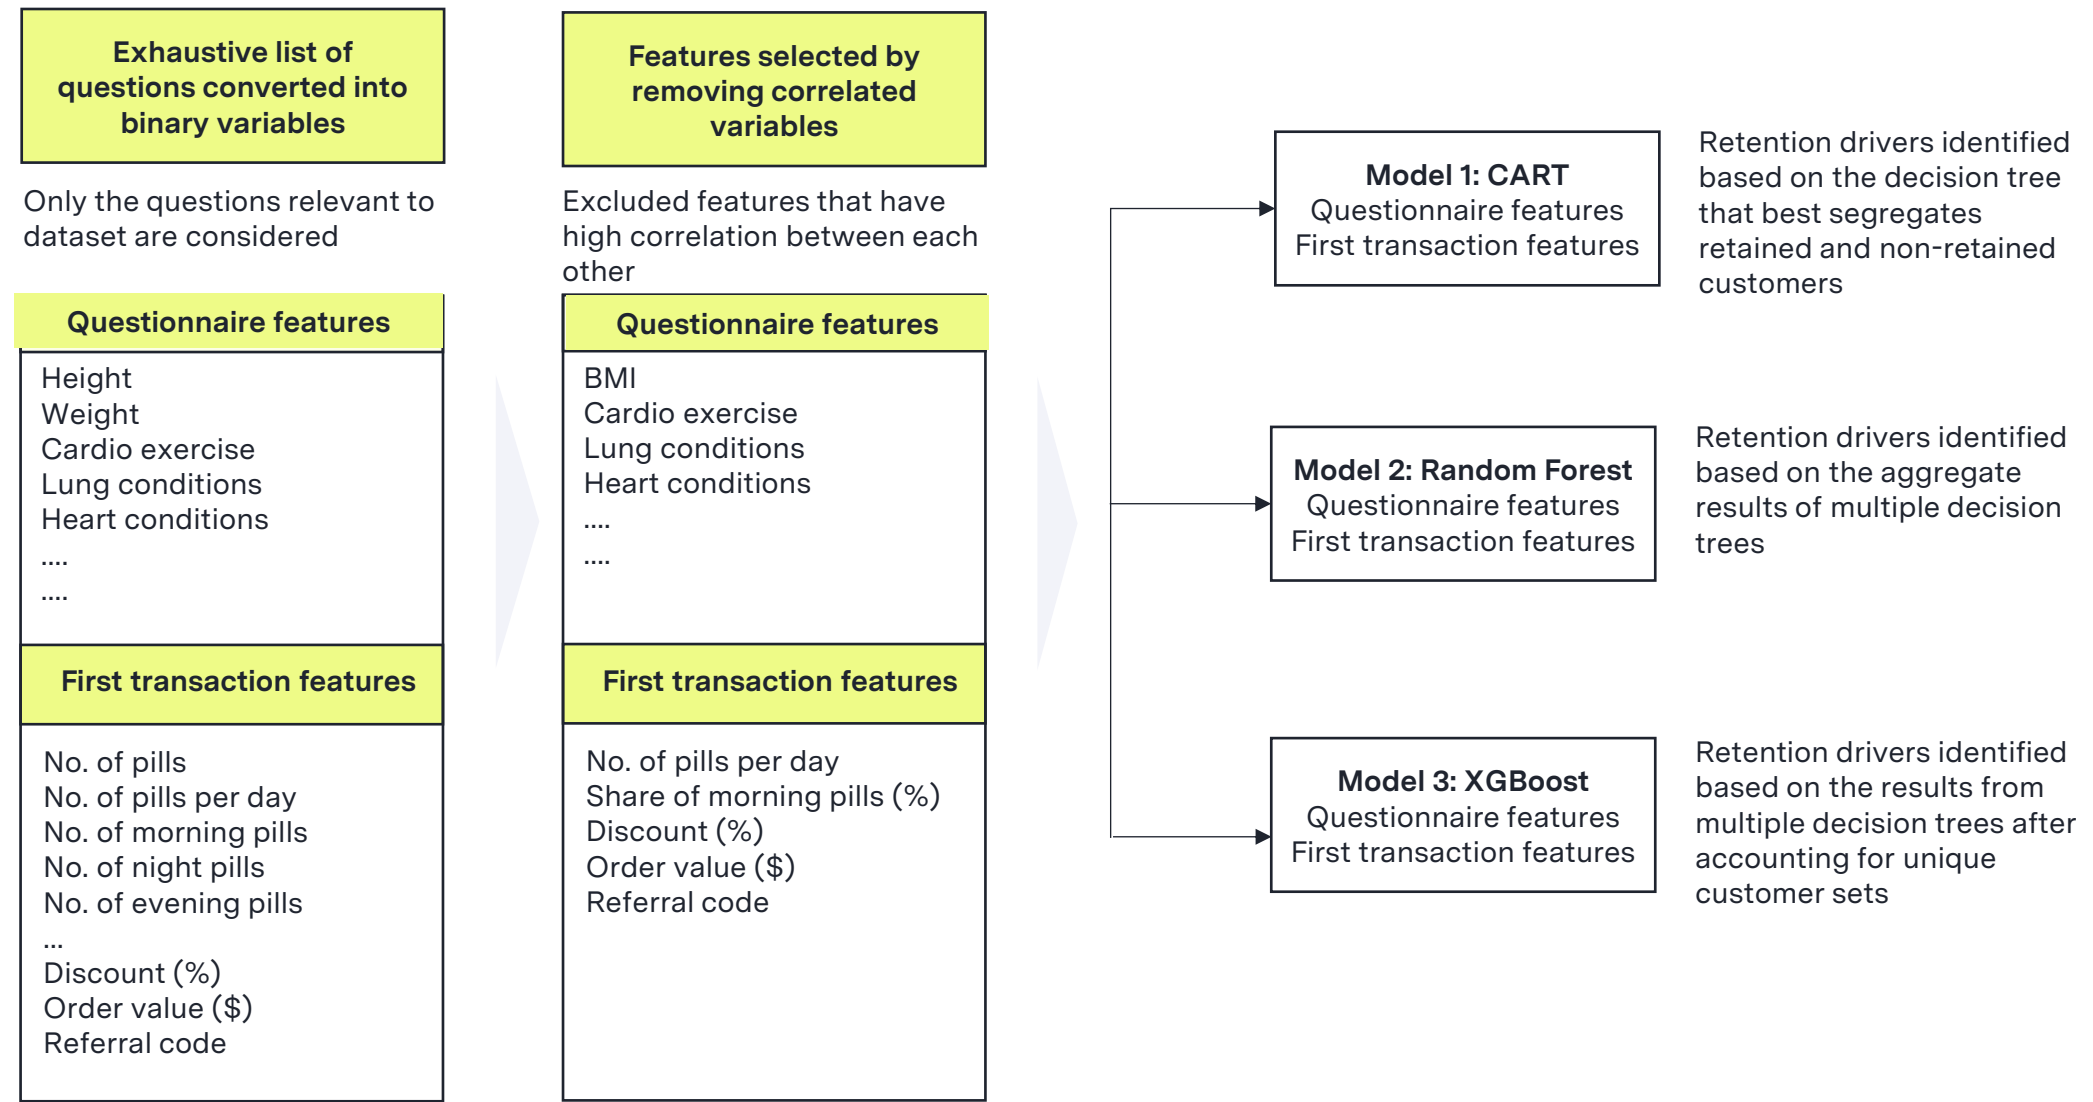 Exhaustive list of
questions converted into
binary variables
Only the questions relevant to
dataset are considered
Questionnaire features
Height
Weight
Cardio exercise
Lung conditions
Heart conditions
....
....
First transaction features
No. of pills
No. of pills per day
No. of morning pills
No. of night pills
No. of evening pills
...
Discount (%)
Order value ($)
Referral code
Features selected by
removing correlated
variables
Excluded features that have
high correlation between each
other
Questionnaire features
BMI
Cardio exercise
Lung conditions
Heart conditions
....
....
First transaction features
No. of pills per day
Share of morning pills (%)
Discount (%)
Order value ($)
Referral code
Model 1: CART
Questionnaire features
First transaction features
Retention drivers identified
based on the decision tree
that best segregates
retained and non-retained
customers
Model 2: Random Forest
Questionnaire features
First transaction features
Retention drivers identified
based on the aggregate
results of multiple decision
trees
Model 3: XGBoost
Questionnaire features
First transaction features
Retention drivers identified
based on the results from
multiple decision trees after
accounting for unique
customer sets